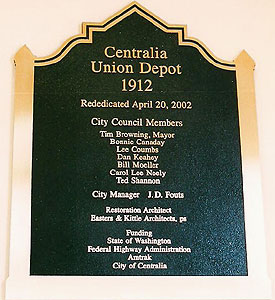 Centralia
Union Depot
1912
Rededicated April 20, 2002
City Council Members
Tim Browning, Mayor
Bonnie Canaday
Lee Coumbs
Dan Keahey
Bill Moeller
Carol Lee Neely
Ted Shannon
City Manager J.D. Fouts
Restoration Architect
Easters & Kittle Architects, ps
Funding
State of Washington
Federal Highway Administration
Amtrak
City of Centralia